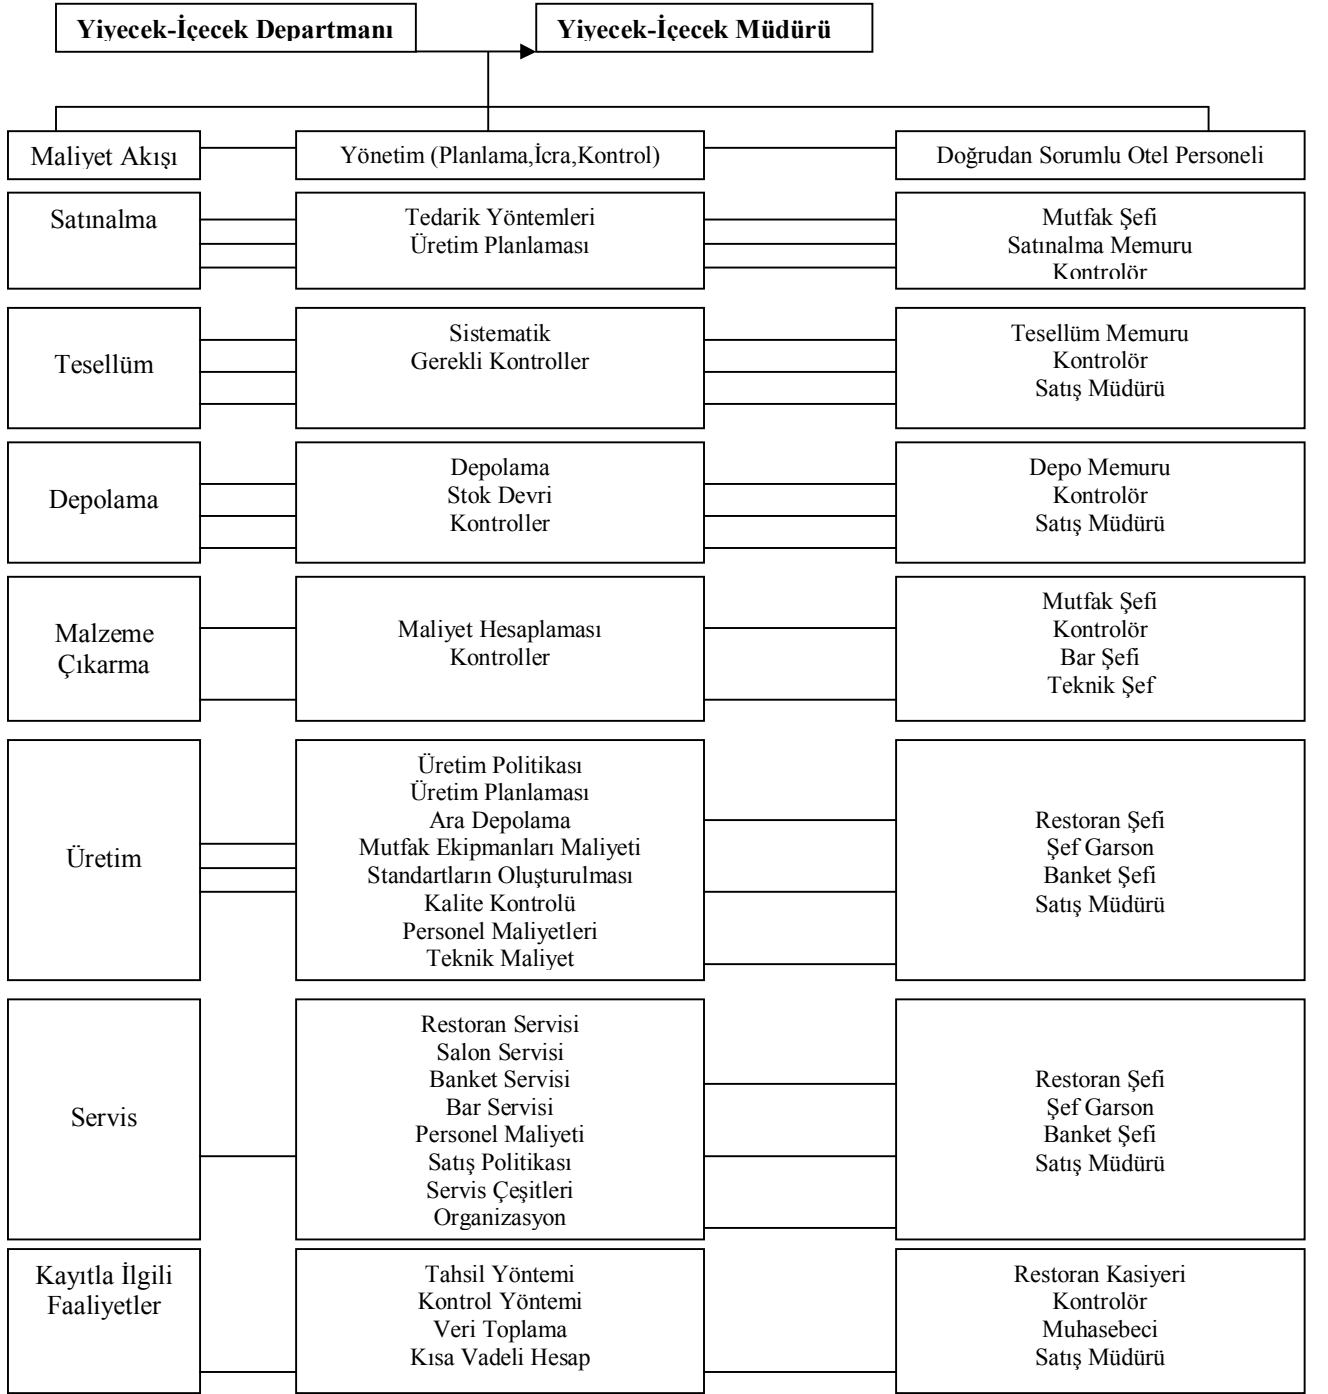 Yiyecek-İçecek Departmanı
Yiyecek-İçecek Müdürü
Maliyet Akışı
Yönetim (Planlama,İcra,Kontrol)
Doğrudan Sorumlu Otel Personeli
Satınalma
Tedarik Yöntemleri
Üretim Planlaması
Mutfak Şefi
Satınalma Memuru
Kontrolör
Tesellüm
Sistematik
Gerekli Kontroller
Tesellüm Memuru
Kontrolör
Satış Müdürü
Depolama
Depolama
Stok Devri
Kontroller
Depo Memuru
Kontrolör
Satış Müdürü
Malzeme
Çıkarma
Maliyet Hesaplaması
Kontroller
Mutfak Şefi
Kontrolör
Bar Şefi
Teknik Şef
Üretim
Üretim Politikası
Üretim Planlaması
Ara Depolama
Mutfak Ekipmanları Maliyeti
Standartların Oluşturulması
Kalite Kontrolü
Personel Maliyetleri
Teknik Maliyet
Restoran Şefi
Şef Garson
Banket Şefi
Satış Müdürü
Servis
Restoran Servisi
Salon Servisi
Banket Servisi
Bar Servisi
Personel Maliyeti
Satış Politikası
Servis Çeşitleri
Organizasyon
Restoran Şefi
Şef Garson
Banket Şefi
Satış Müdürü
Kayıtla İlgili
Faaliyetler
Tahsil Yöntemi
Kontrol Yöntemi
Veri Toplama
Kısa Vadeli Hesap
Restoran Kasiyeri
Kontrolör
Muhasebeci
Satış Müdürü